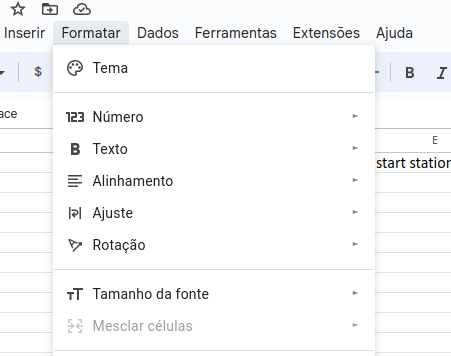 Inserir Formatar Dados Ferramentas Extensões Ajuda
$ B I
Tema
ace
123 Número
E
B Texto
start station
Alinhamento
Ajuste
Rotação
Tamanho da fonte
Mesclar células